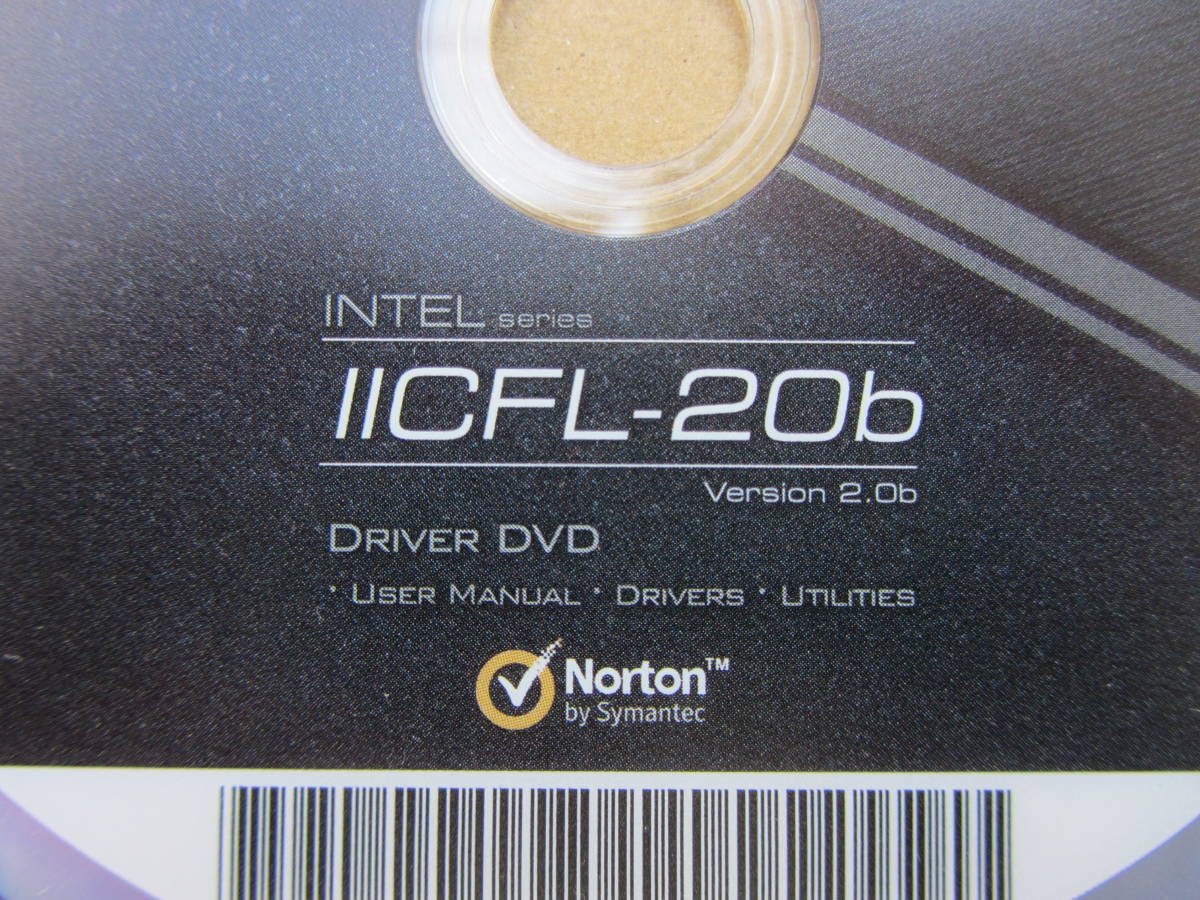 INTEL series
IICFL-20b
Version 2.0b
DRIVER DVD
· USER MANUAL · DRIVERS · UTILITIES
Norton™
by Symantec